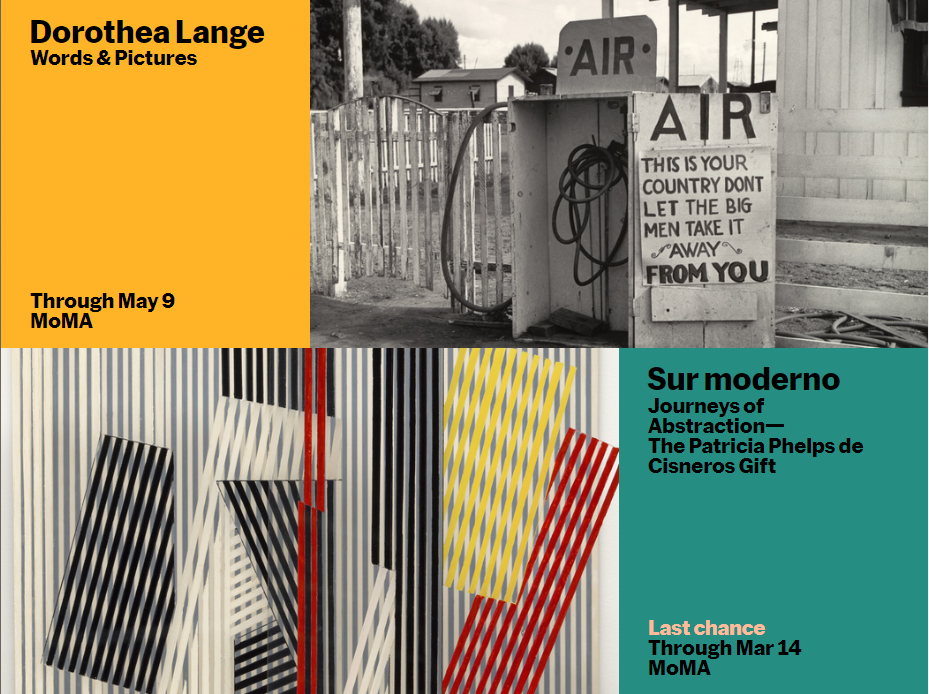 Dorothea Lange
Words & Pictures
Through May 9
MoMA
·AIR·
AIR
THIS IS YOUR
COUNTRY DONT
LET THE BIG
MEN TAKE IT
AWAY
FROM YOU
Sur moderno
Journeys of
Abstraction—
The Patricia Phelps de
Cisneros Gift
Last chance
Through Mar 14
MoMA